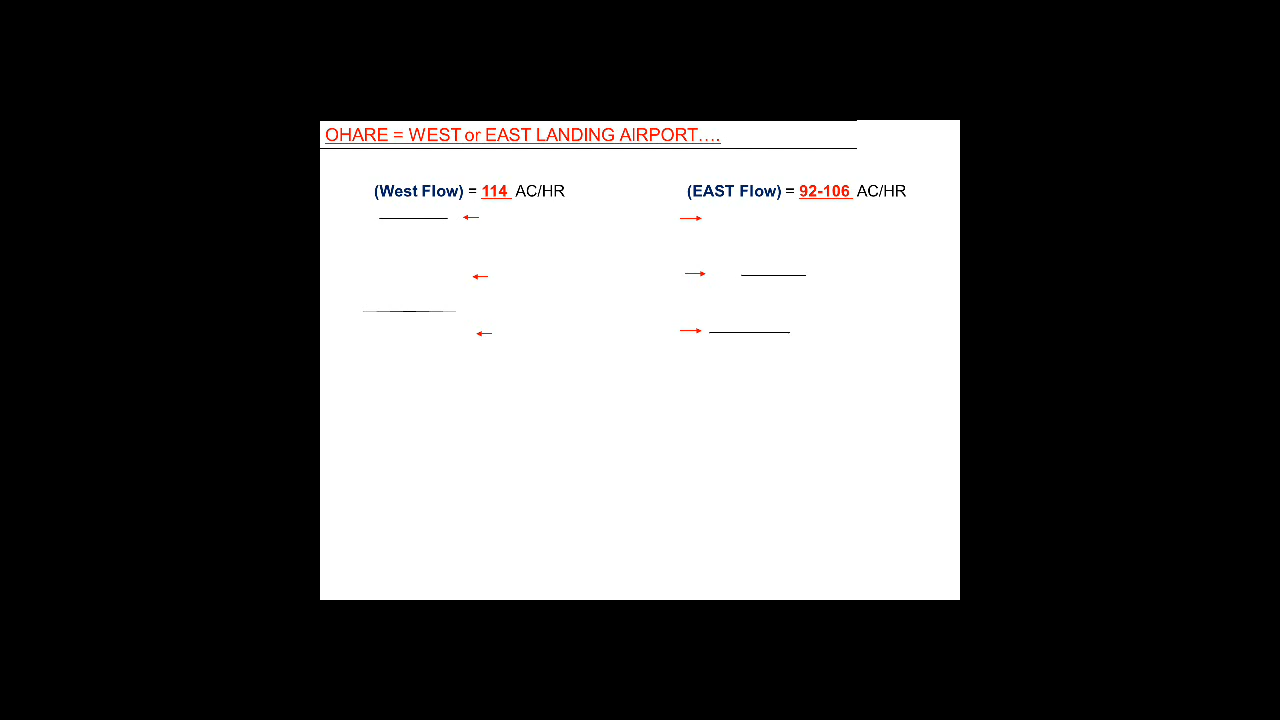 OHARE = WEST or EAST LANDING AIRPORT….
(West Flow) = 114 AC/HR
(EAST Flow) = 92-106 AC/HR